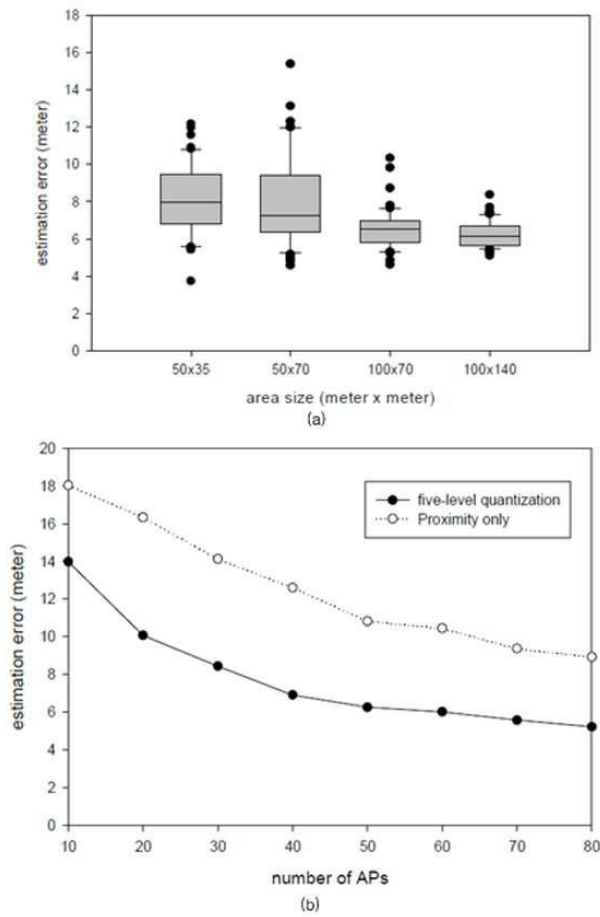 18
16
14
12
10
8
6
4
2
0
estimation error (meter)
50x35 50x70 100x70 100x140
area size (meter x meter)
(a)
20
18
16
14
12
10
8
6
4
2
0
estimation error (meter)
five-level quantization
Proximity only
10 20 30 40 50 60 70 80
number of APs
(b)